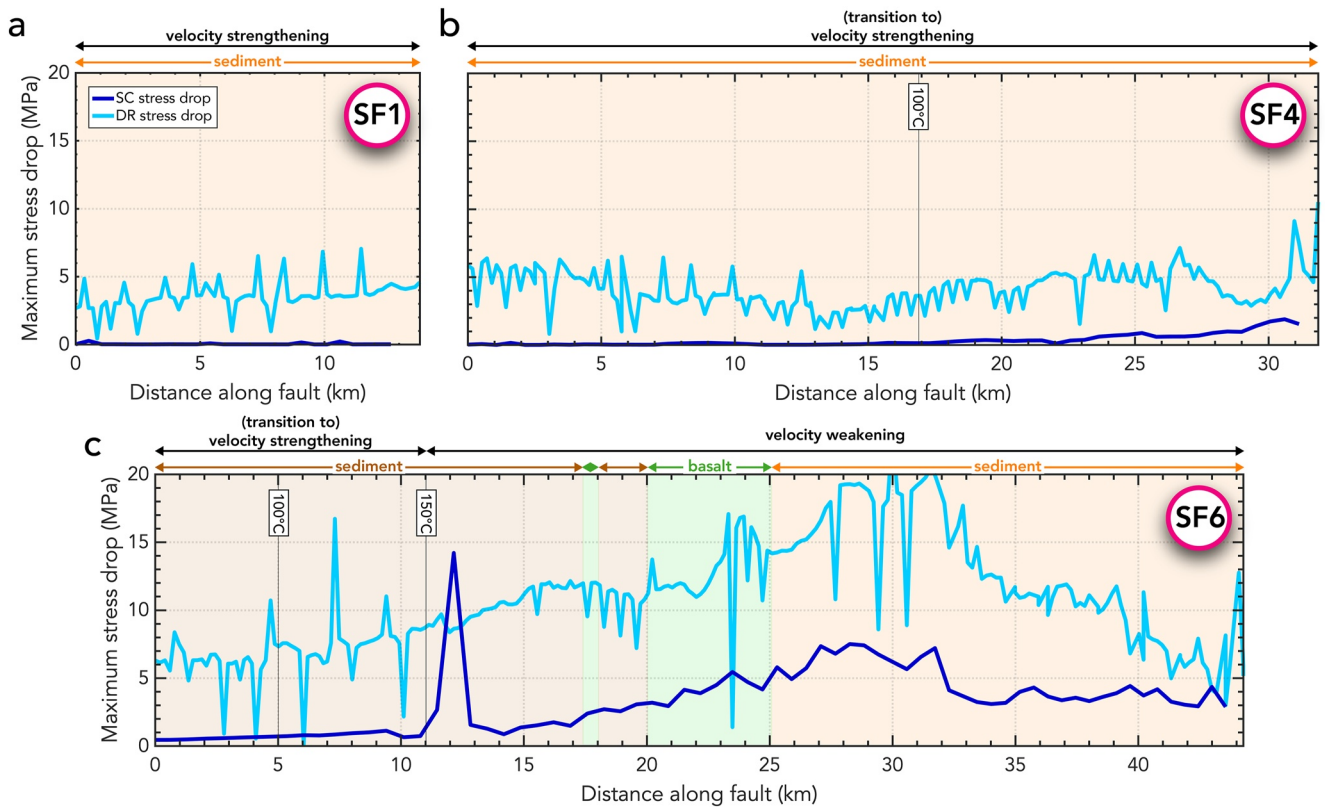 a
velocity strengthening
sediment
20
15
10
5
0
Maximum stress drop (MPa)
SC stress drop
DR stress drop
SF1
0
5
10
Distance along fault (km)
b
(transition to)
velocity strengthening
sediment
100°C
SF4
0
5
10
15
20
25
30
Distance along fault (km)
c
(transition to)
velocity strengthening
velocity weakening
sediment
basalt
sediment
20
15
10
5
0
Maximum stress drop (MPa)
100°C
150°C
SF6
0
5
10
15
20
25
30
35
40
Distance along fault (km)